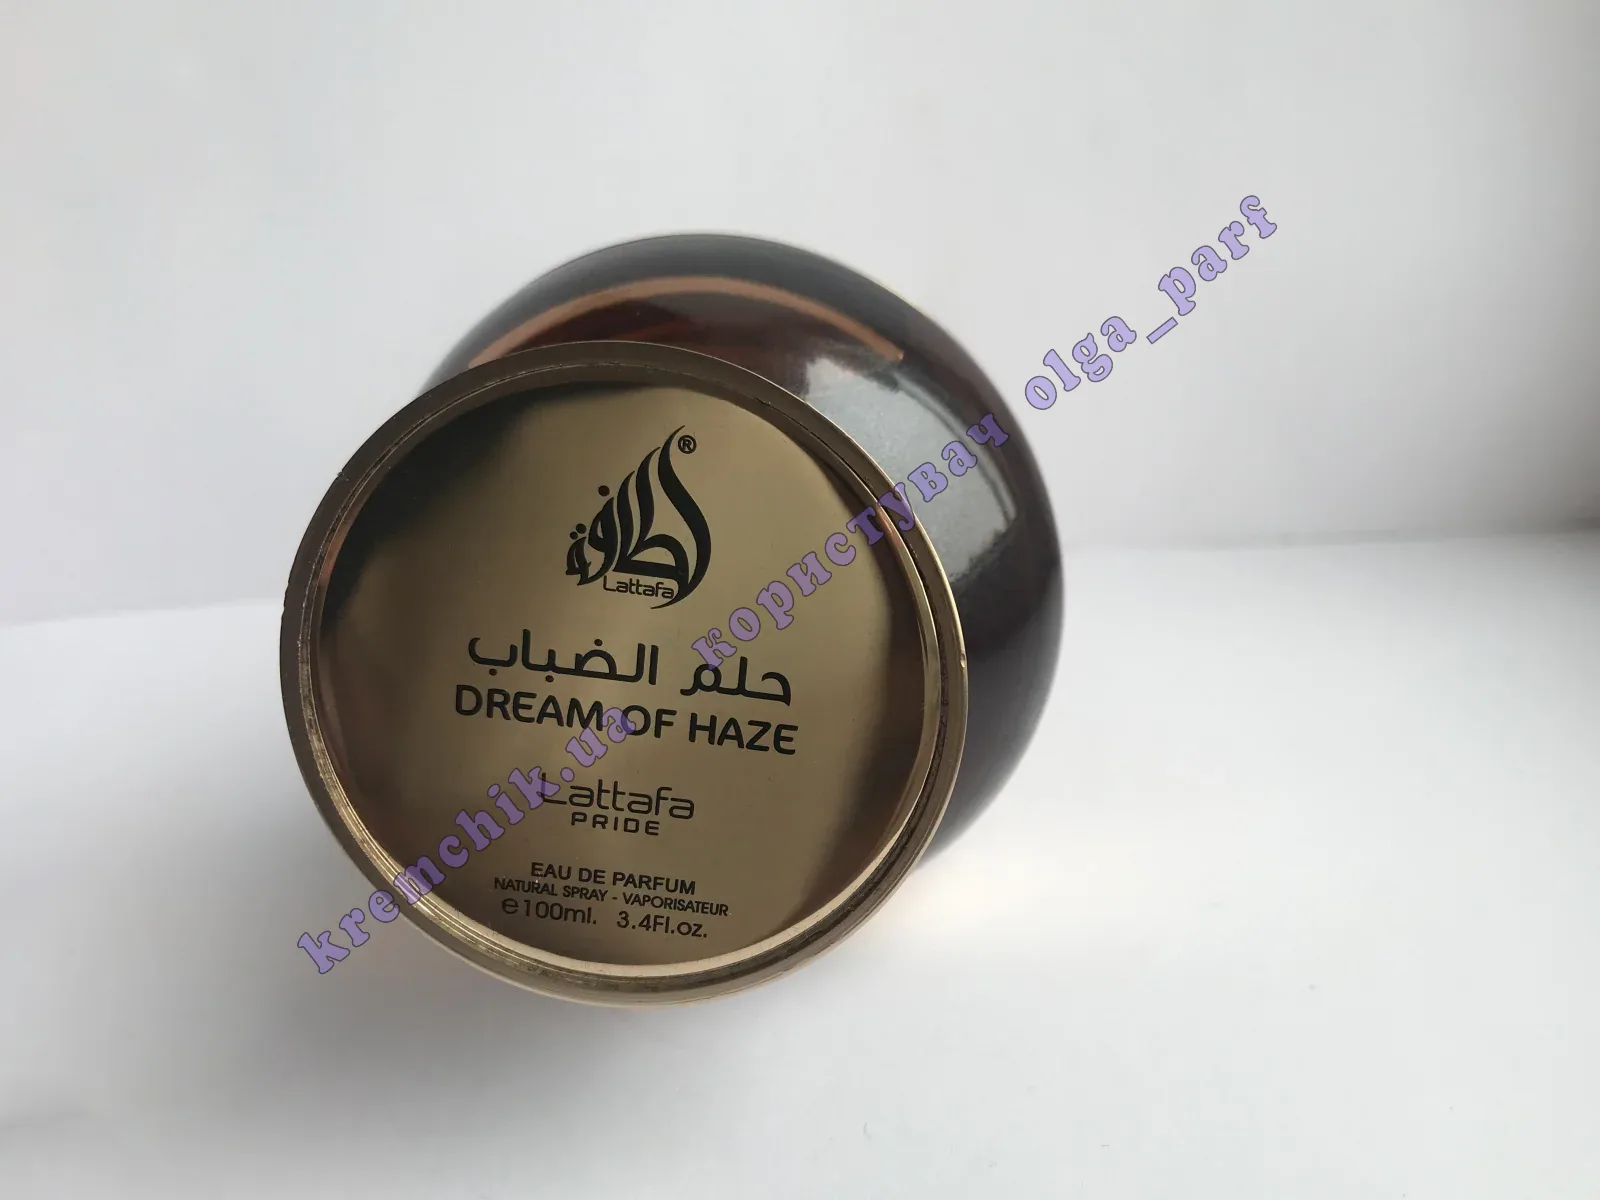 ®
لطافة
Lattafa
حلم الضباب
DREAM OF HAZE
Lattafa
PRIDE
EAU DE PARFUM
NATURAL SPRAY - VAPORISATEUR
e100ml. 3.4Fl.oz.
kremchik.ua користувач olga_parf